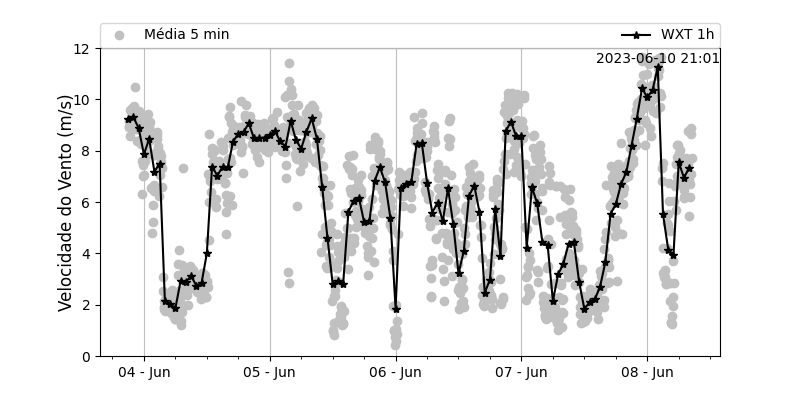 Média 5 min
WXT 1h
2023-06-10 21:01
Velocidade do Vento (m/s)
12
10
8
6
4
2
0
04 - Jun
05 - Jun
06 - Jun
07 - Jun
08 - Jun